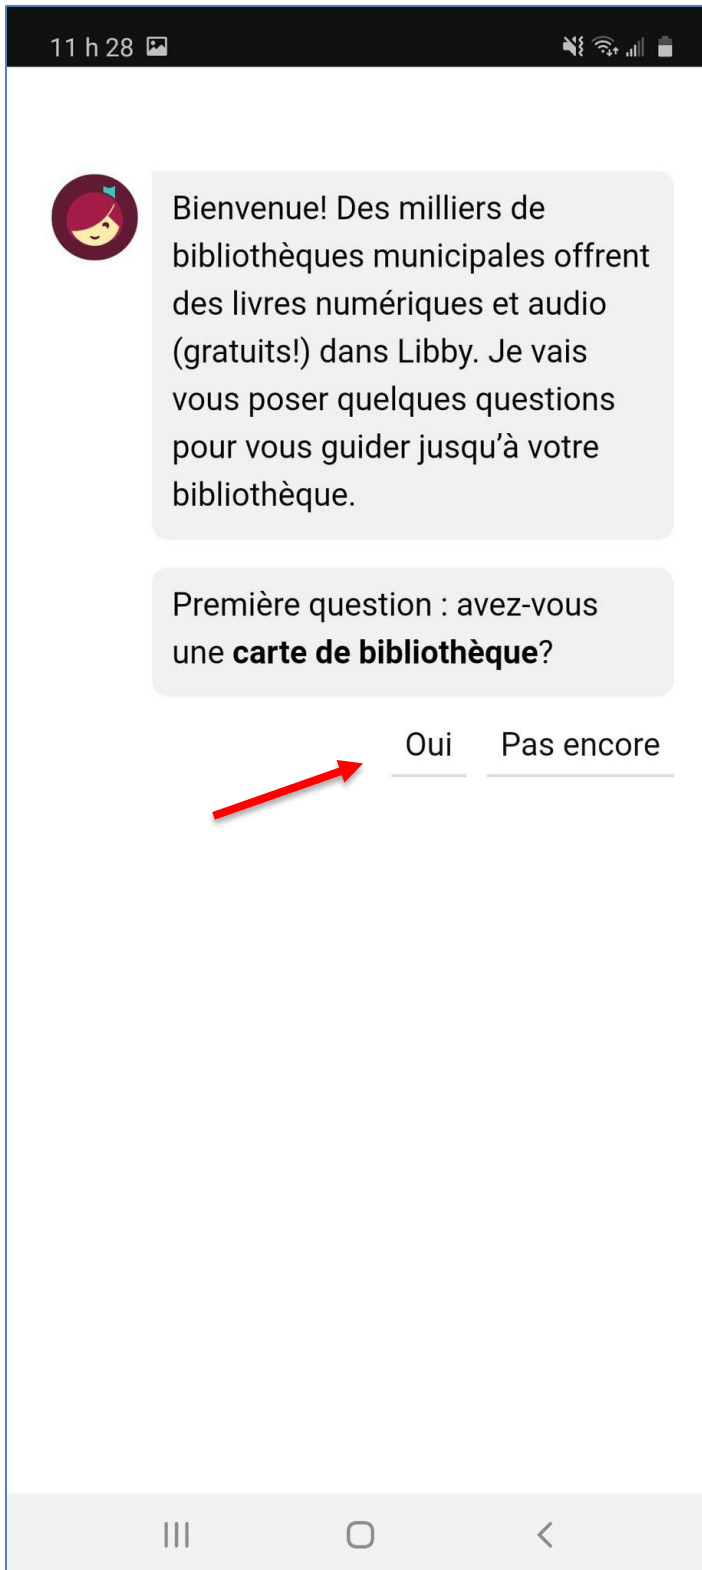 11 h 28
Bienvenue! Des milliers de
bibliothèques municipales offrent
des livres numériques et audio
(gratuits!) dans Libby. Je vais
vous poser quelques questions
pour vous guider jusqu’à votre
bibliothèque.
Première question : avez-vous
une carte de bibliothèque?
Oui Pas encore